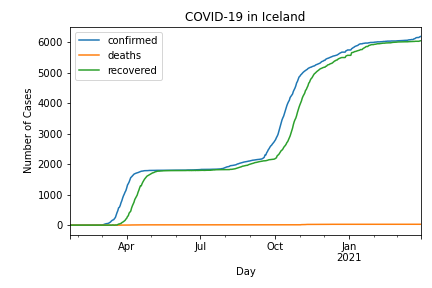 COVID-19 in Iceland
confirmed
deaths
recovered
Number of Cases
6000
5000
4000
3000
2000
1000
0
Apr
Jul
Oct
Jan
2021
Day